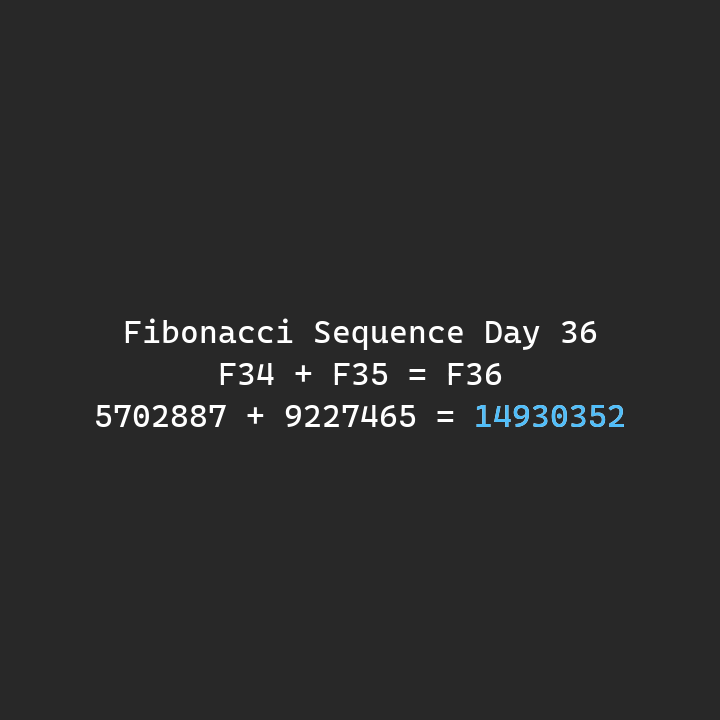 Fibonacci Sequence Day 36
F34 + F35 = F36
5702887 + 9227465 = 14930352